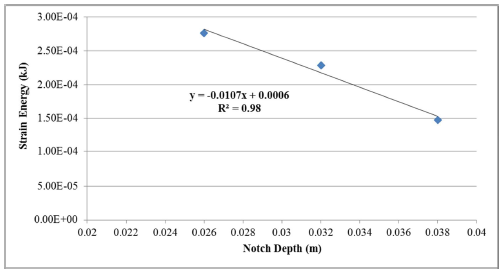 3.00E-04
2.50E-04
2.00E-04
1.50E-04
1.00E-04
5.00E-05
0.00E+00
Strain Energy (kJ)
y = -0.0107x + 0.0006
R² = 0.98
0.02 0.022 0.024 0.026 0.028 0.03 0.032 0.034 0.036 0.038 0.04
Notch Depth (m)